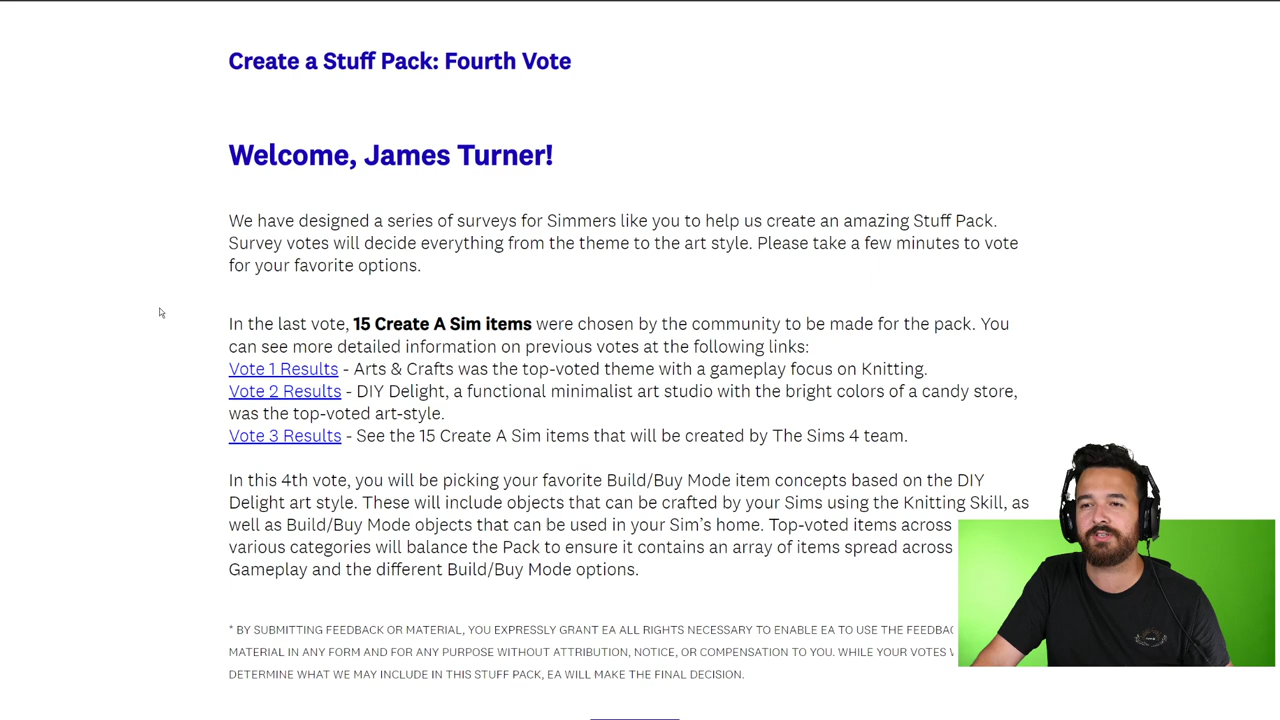 Create a Stuff Pack: Fourth Vote
Welcome, James Turner!
We have designed a series of surveys for Simmers like you to help us create an amazing Stuff Pack.
Survey votes will decide everything from the theme to the art style. Please take a few minutes to vote
for your favorite options.
In the last vote, 15 Create A Sim items were chosen by the community to be made for the pack. You
can see more detailed information on previous votes at the following links:
Vote 1 Results - Arts & Crafts was the top-voted theme with a gameplay focus on Knitting.
Vote 2 Results - DIY Delight, a functional minimalist art studio with the bright colors of a candy store,
was the top-voted art-style.
Vote 3 Results - See the 15 Create A Sim items that will be created by The Sims 4 team.
In this 4th vote, you will be picking your favorite Build/Buy Mode item concepts based on the DIY
Delight art style. These will include objects that can be crafted by your Sims using the Knitting Skill, as
well as Build/Buy Mode objects that can be used in your Sim's home. Top-voted items across
various categories will balance the Pack to ensure it contains an array of items spread across
Gameplay and the different Build/Buy Mode options.
* BY SUBMITTING FEEDBACK OR MATERIAL, YOU EXPRESSLY GRANT EA ALL RIGHTS NECESSARY TO ENABLE EA TO USE THE
MATERIAL IN ANY FORM AND FOR ANY PURPOSE WITHOUT ATTRIBUTION, NOTICE, OR COMPENSATION TO YOU. WHILE YOUR VOTES
DETERMINE WHAT WE MAY INCLUDE IN THIS STUFF PACK, EA WILL MAKE THE FINAL DECISION.